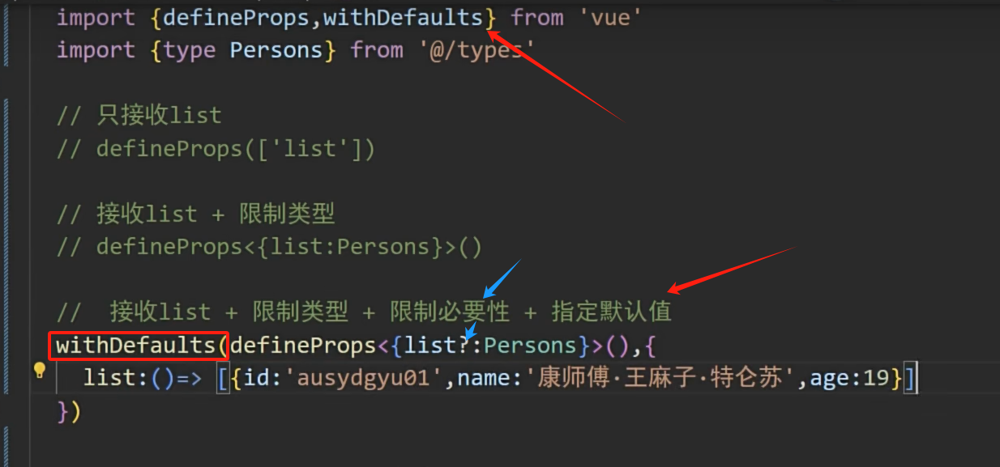 import {defineProps,withDefaults} from 'vue'
import {type Persons} from '@/types'
// 只接收list
// defineProps(['list'])
// 接收list + 限制类型
// defineProps<{list:Persons}>()
//  接收list + 限制类型 + 限制必要性 + 指定默认值
withDefaults(defineProps<{list?:Persons}>(),{
  list:()=> [{id:'ausydgyu01',name:'康师傅·王麻子·特仑苏',age:19}]
})